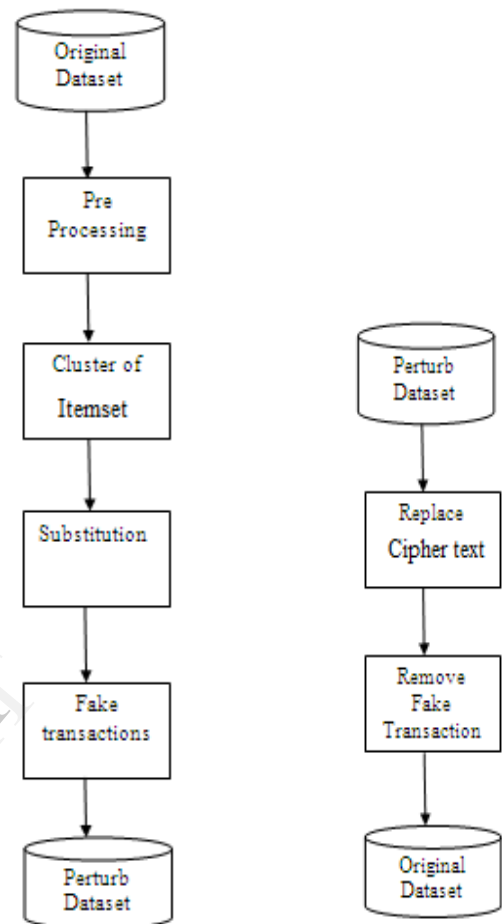 Original
Dataset
Pre
Processing
Cluster of
Itemset
Substitution
Fake
transactions
Perturb
Dataset
Perturb
Dataset
Replace
Cipher text
Remove
Fake
Transaction
Original
Dataset